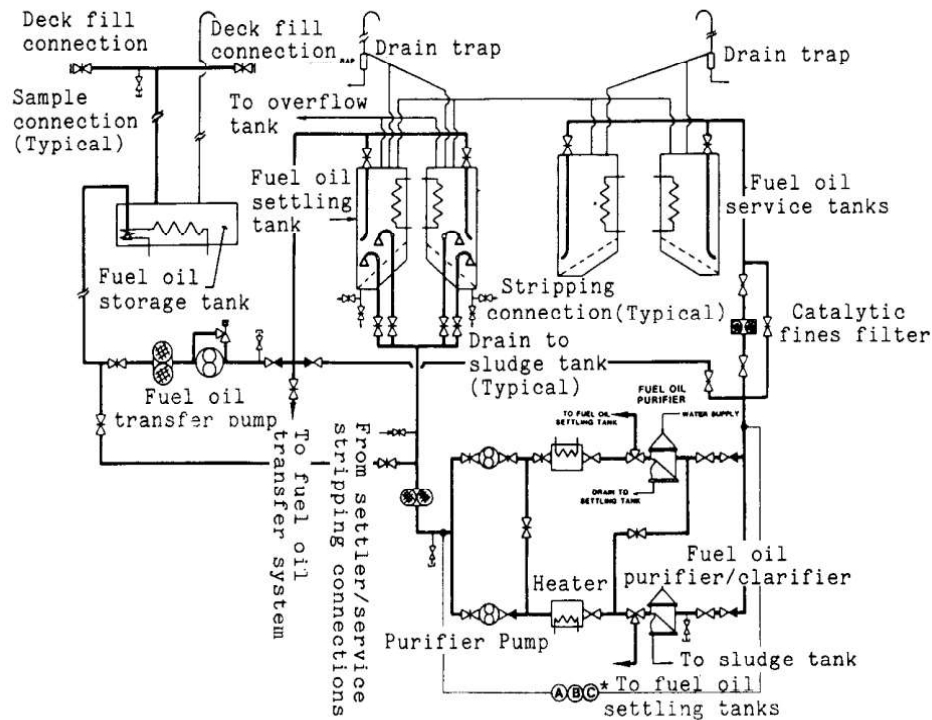 Deck fill
connection
Deck fill
connection
Drain trap
RAP
Drain trap
Sample
connection
(Typical)
To overflow
tank
Fuel oil
settling
tank
Fuel oil
service tanks
Fuel oil
storage tank
Stripping
connection(Typical)
Catalytic
fines filter
Drain to
sludge tank
(Typical)
Fuel oil
transfer pump
FUEL OIL
PURIFIER
TO FUEL OIL
SETTLING TANK
WATER SUPPLY
DRAIN TO
SETTLING TANK
To fuel oil
transfer system
From settler/service
stripping connections
Heater
Fuel oil
purifier/clarifier
Purifier Pump
To sludge tank
A B C * To fuel oil
settling tanks